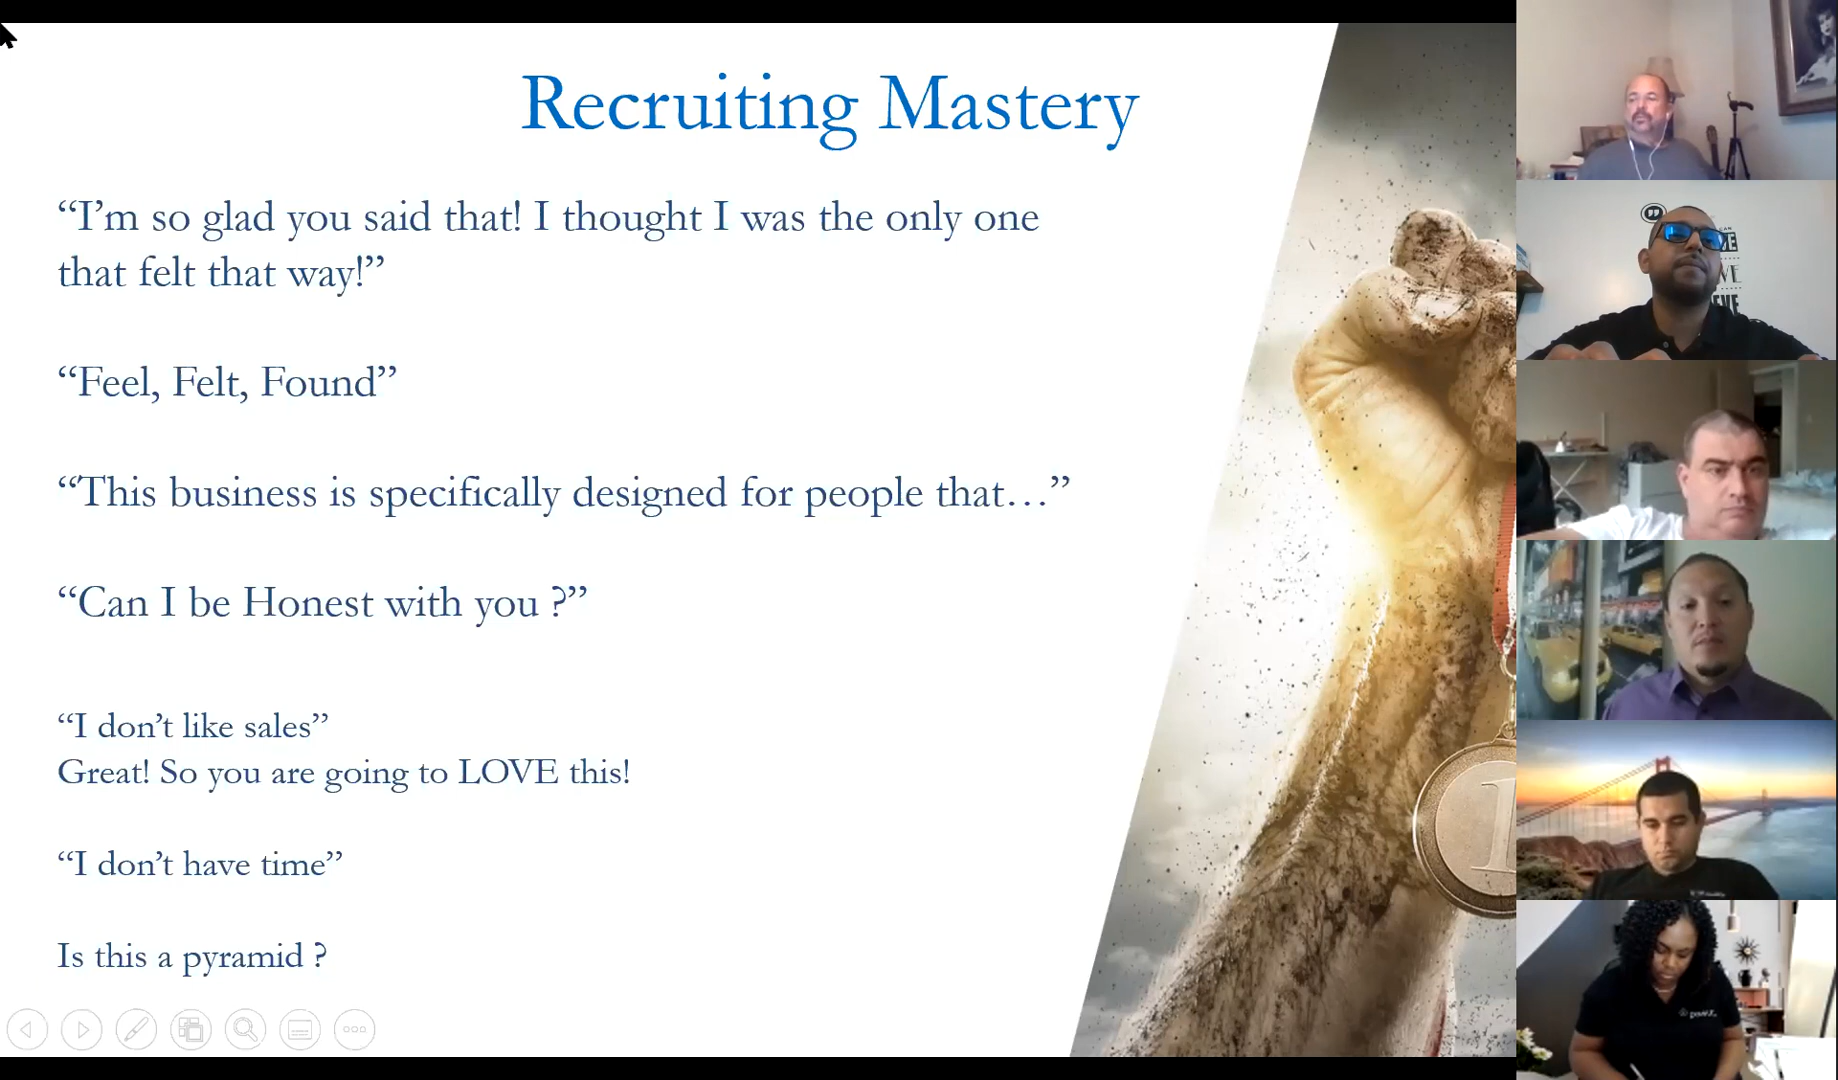 Recruiting Mastery
“I’m so glad you said that! I thought I was the only one
that felt that way!”
“Feel, Felt, Found”
“This business is specifically designed for people that…”
“Can I be Honest with you ?”
“I don’t like sales”
Great! So you are going to LOVE this!
“I don’t have time”
Is this a pyramid ?